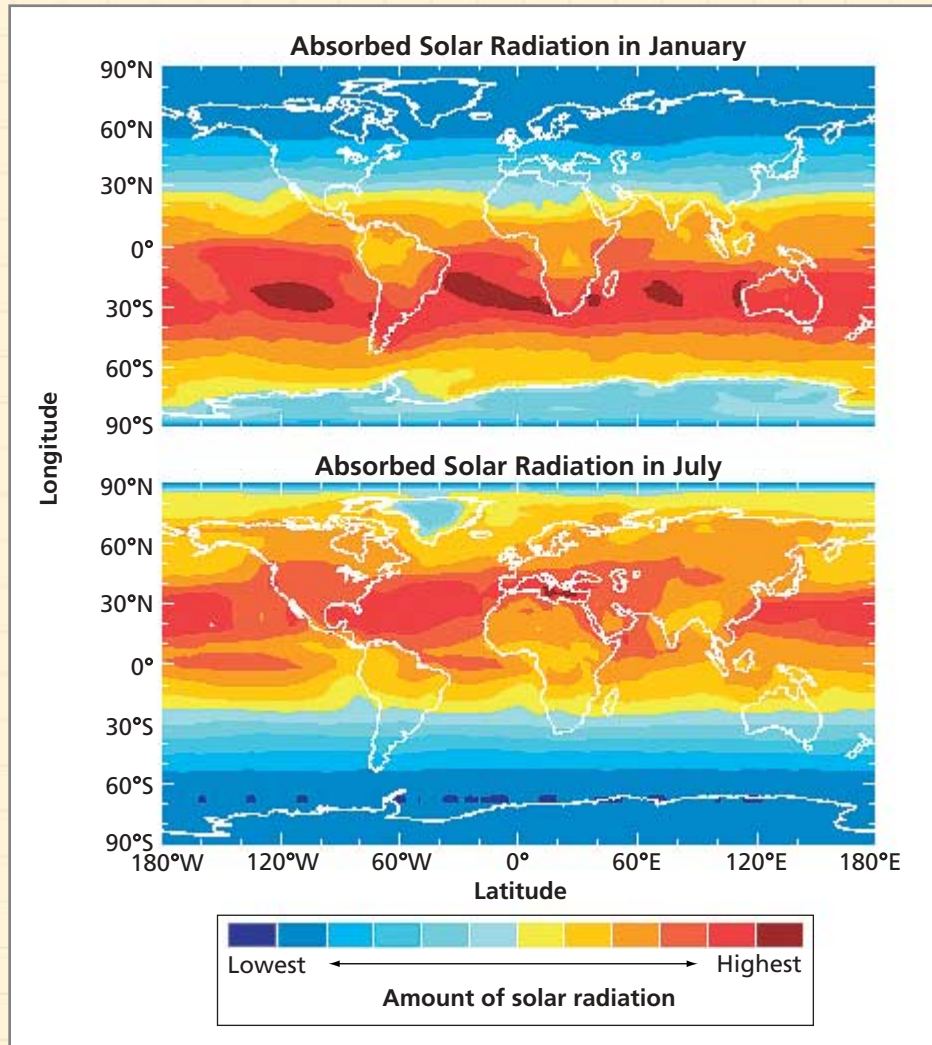 Absorbed Solar Radiation in January
90°N
60°N
30°N
0°
30°S
60°S
90°S
Longitude
Absorbed Solar Radiation in July
90°N
60°N
30°N
0°
30°S
60°S
90°S
180°W 120°W 60°W 0° 60°E 120°E 180°E
Latitude
Lowest Highest
Amount of solar radiation